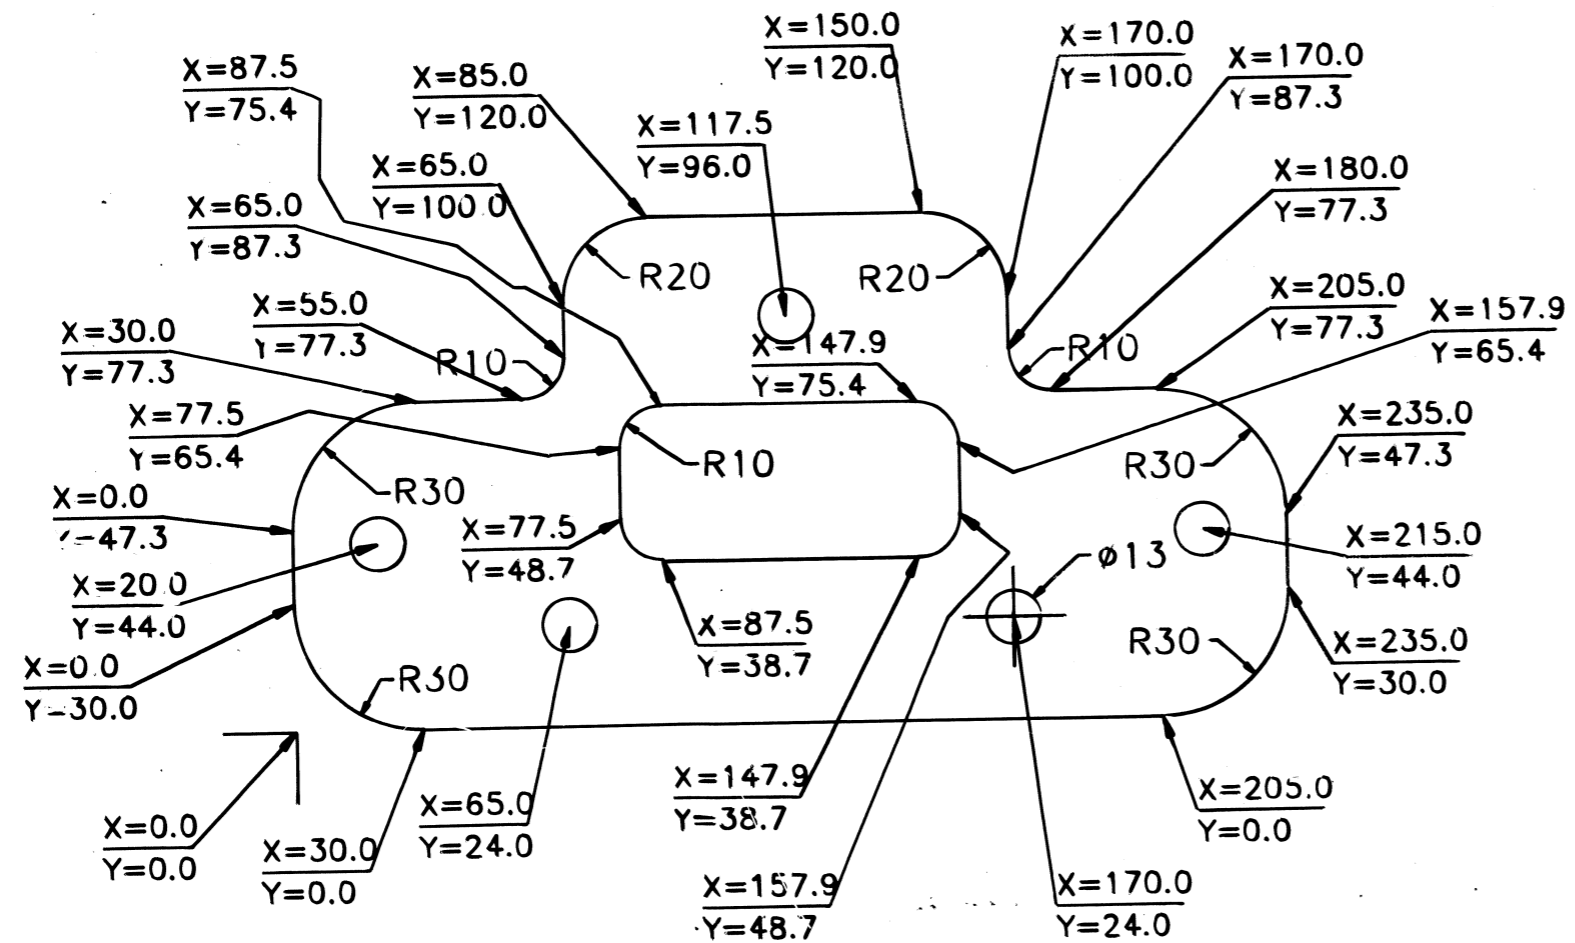 X=150.0
Y=120.0
X=170.0
Y=100.0
X=170.0
Y=87.3
X=87.5
Y=75.4
X=85.0
Y=120.0
X=117.5
Y=96.0
X=65.0
Y=100.0
X=180.0
Y=77.3
X=65.0
Y=87.3
R20
R20
X=55.0
Y=77.3
X=205.0
Y=77.3
X=157.9
Y=65.4
X=30.0
Y=77.3
R10
X=147.9
Y=75.4
R10
X=77.5
Y=65.4
X=235.0
Y=47.3
R10
R30
R30
X=0.0
Y-47.3
X=77.5
Y=48.7
ø13
X=215.0
Y=44.0
X=20.0
Y=44.0
X=87.5
Y=38.7
R30
X=235.0
Y=30.0
X=0.0
Y-30.0
R30
X=147.9
Y=38.7
X=205.0
Y=0.0
X=65.0
Y=24.0
X=0.0
Y=0.0
X=30.0
Y=0.0
X=157.9
Y=48.7
X=170.0
Y=24.0